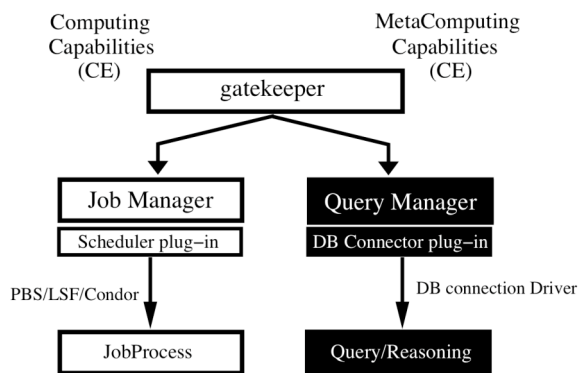 Computing
Capabilities
(CE)
MetaComputing
Capabilities
(CE)
gatekeeper
Job Manager
Query Manager
Scheduler plug-in
DB Connector plug-in
PBS/LSF/Condor
DB connection Driver
JobProcess
Query/Reasoning